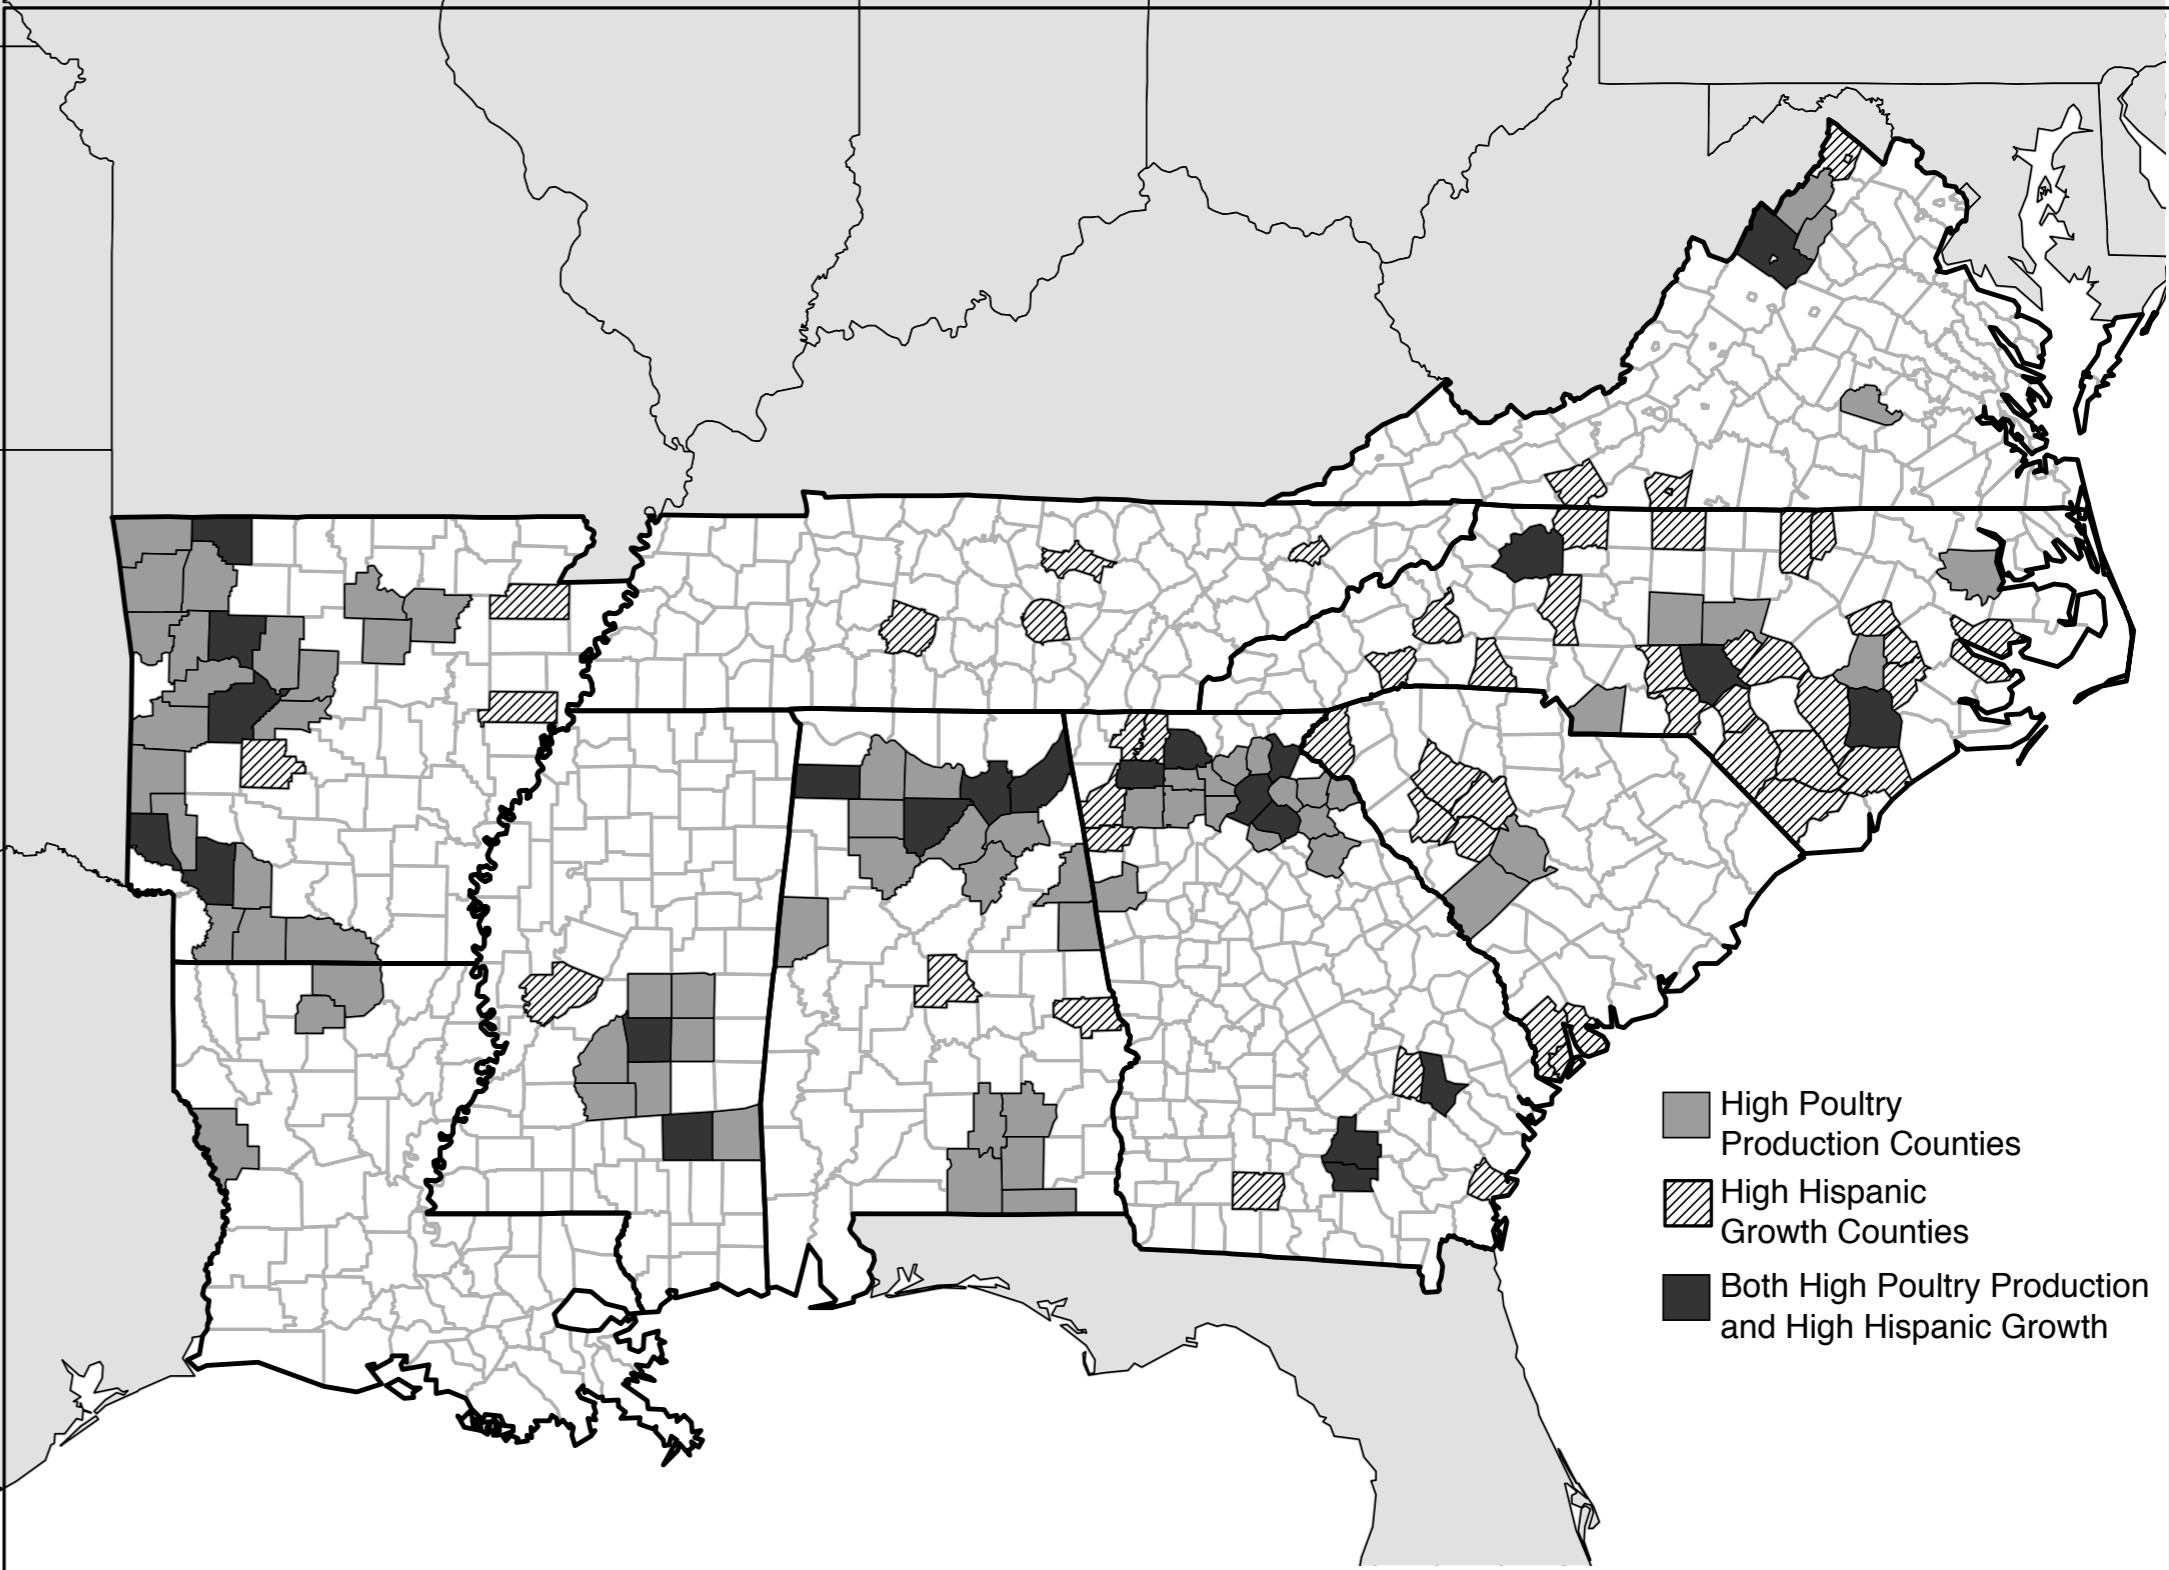 High Poultry
Production Counties
High Hispanic
Growth Counties
Both High Poultry Production
and High Hispanic Growth